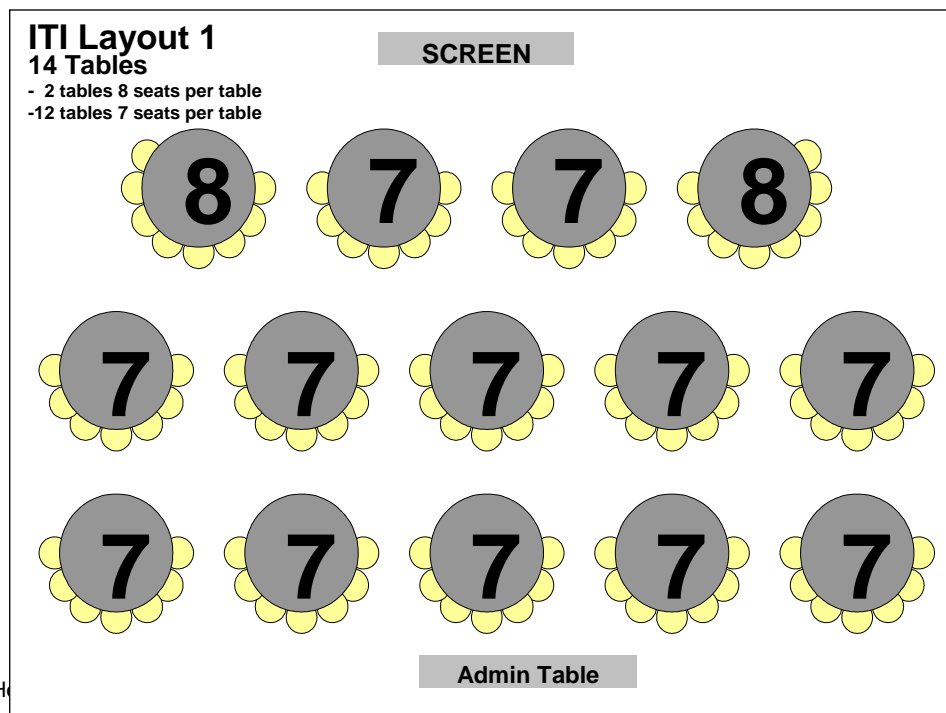 ITI Layout 1
14 Tables
- 2 tables 8 seats per table
-12 tables 7 seats per table
SCREEN
8 7 7 8
7 7 7 7 7
7 7 7 7 7
Admin Table